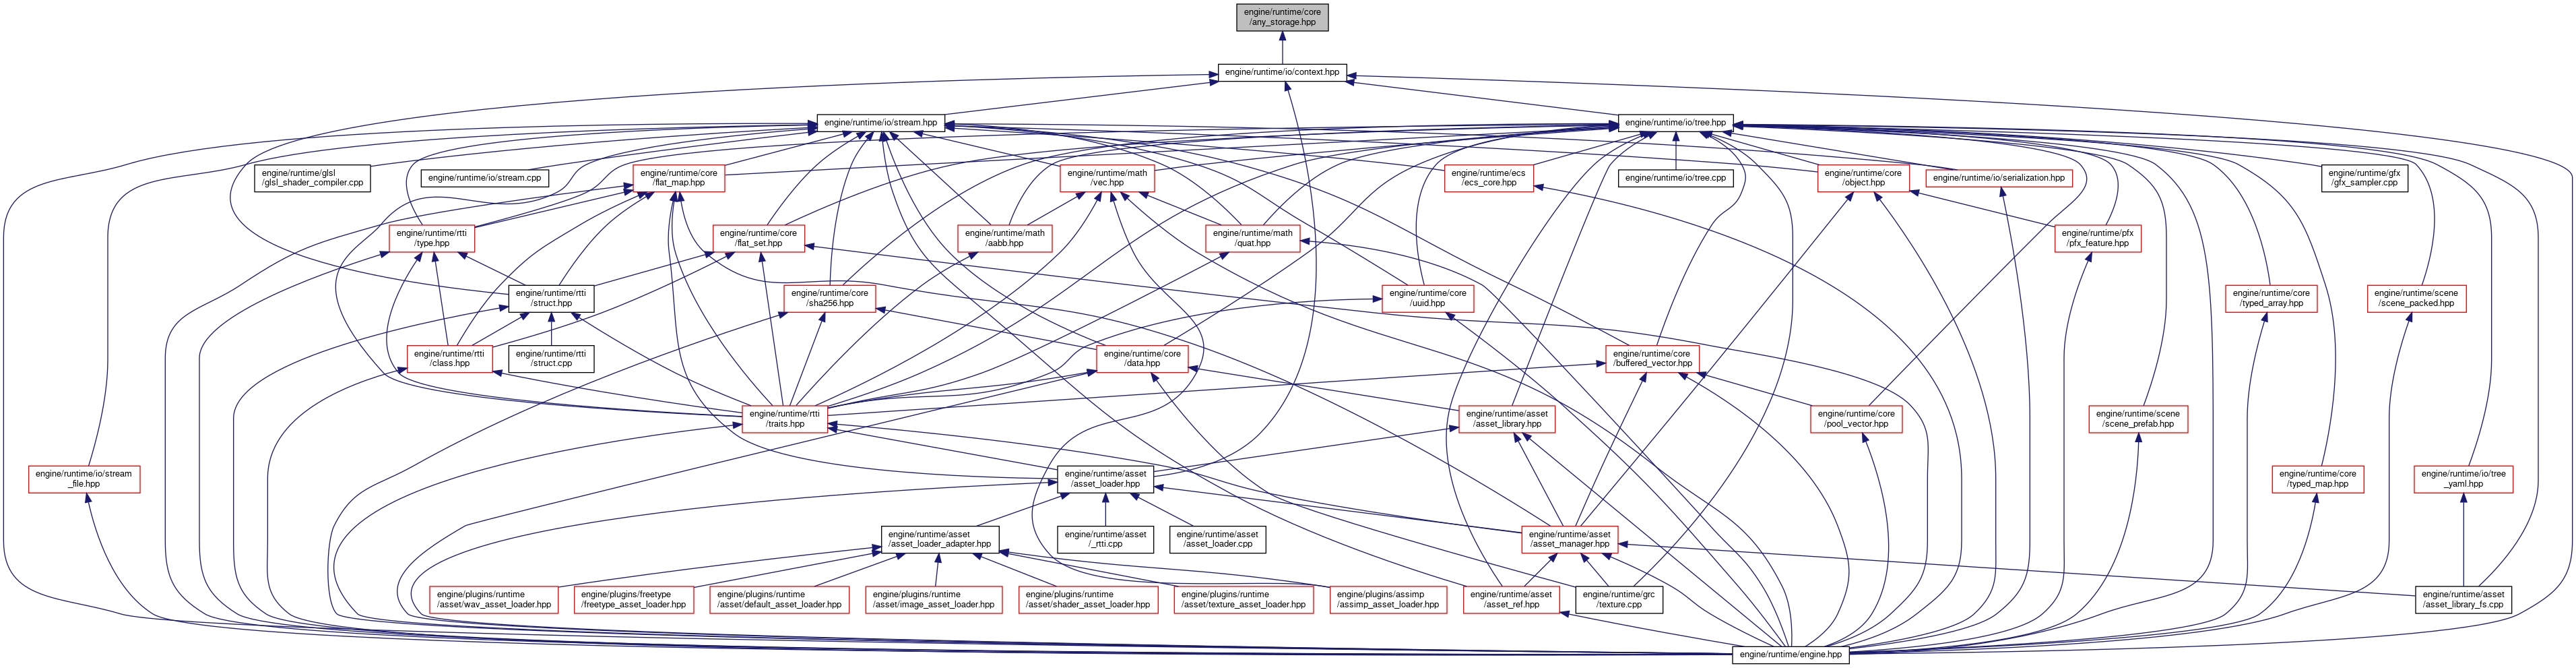 engine/runtime/core
/any_storage.hpp
engine/runtime/io/context.hpp
engine/runtime/io/stream.hpp
engine/runtime/io/tree.hpp
engine/runtime/glsl
/glsl_shader_compiler.cpp
engine/runtime/io/stream.cpp
engine/runtime/core
/flat_map.hpp
engine/runtime/math
/vec.hpp
engine/runtime/ecs
/ecs_core.hpp
engine/runtime/io/tree.cpp
engine/runtime/core
/object.hpp
engine/runtime/io/serialization.hpp
engine/runtime/gfx
/gfx_sampler.cpp
engine/runtime/rtti
/type.hpp
engine/runtime/core
/flat_set.hpp
engine/runtime/math
/aabb.hpp
engine/runtime/math
/quat.hpp
engine/runtime/pfx
/pfx_feature.hpp
engine/runtime/rtti
/struct.hpp
engine/runtime/core
/sha256.hpp
engine/runtime/core
/uuid.hpp
engine/runtime/core
/typed_array.hpp
engine/runtime/scene
/scene_packed.hpp
engine/runtime/rtti
/class.hpp
engine/runtime/rtti
/struct.cpp
engine/runtime/core
/data.hpp
engine/runtime/core
/buffered_vector.hpp
engine/runtime/rtti
/traits.hpp
engine/runtime/asset
/asset_library.hpp
engine/runtime/core
/pool_vector.hpp
engine/runtime/scene
/scene_prefab.hpp
engine/runtime/io/stream
_file.hpp
engine/runtime/asset
/asset_loader.hpp
engine/runtime/core
/typed_map.hpp
engine/runtime/io/tree
_yaml.hpp
engine/runtime/asset
/asset_loader_adapter.hpp
engine/runtime/asset
/_rtti.cpp
engine/runtime/asset
/asset_loader.cpp
engine/runtime/asset
/asset_manager.hpp
engine/plugins/runtime
/asset/wav_asset_loader.hpp
engine/plugins/freetype
/freetype_asset_loader.hpp
engine/plugins/runtime
/asset/default_asset_loader.hpp
engine/plugins/runtime
/asset/image_asset_loader.hpp
engine/plugins/runtime
/asset/shader_asset_loader.hpp
engine/plugins/runtime
/asset/texture_asset_loader.hpp
engine/plugins/assimp
/assimp_asset_loader.hpp
engine/runtime/asset
/asset_ref.hpp
engine/runtime/grc
/texture.cpp
engine/runtime/asset
/asset_library_fs.cpp
engine/runtime/engine.hpp